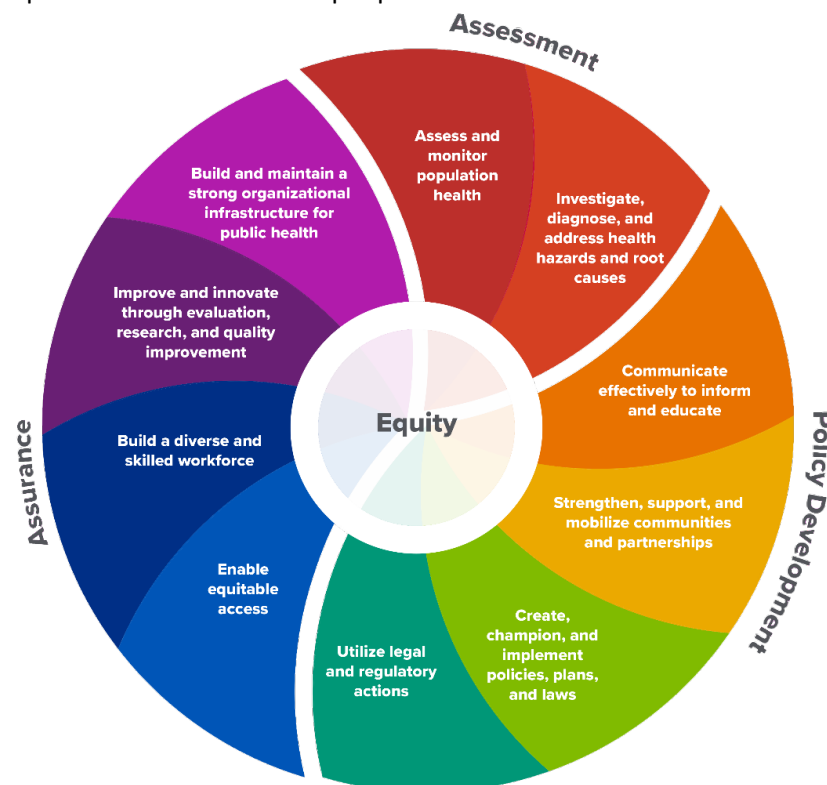 Assessment
Assess and
monitor
population
health
Investigate,
diagnose, and
address health
hazards and root
causes
Communicate
effectively to inform
and educate
Policy Development
Strengthen, support, and
mobilize communities
and partnerships
Create,
champion, and
implement
policies, plans,
and laws
Utilize legal
and regulatory
actions
Enable
equitable
access
Assurance
Build a diverse and
skilled workforce
Improve and innovate
through evaluation,
research, and quality
improvement
Build and maintain a
strong organizational
infrastructure for
public health
Equity